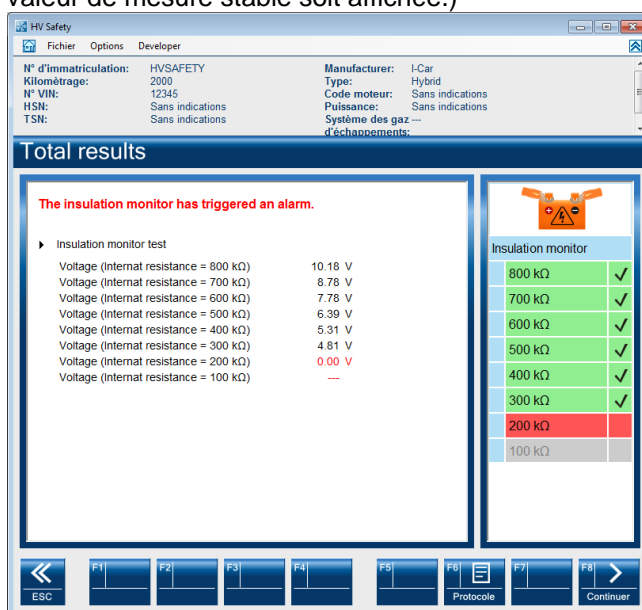 valeur de mesure stable soit affichée.)
HV Safety
Fichier Options Developer
N° d'immatriculation: HVSAFETY Manufacturer: I-Car
Kilomètrage: 2000 Type: Hybrid
N° VIN: 12345 Code moteur: Sans indications
HSN: Sans indications Puissance: Sans indications
TSN: Sans indications Système des gaz ---
d'échappements:
Total results
The insulation monitor has triggered an alarm.
Insulation monitor test
Voltage (Internat resistance = 800 kΩ) 10.18 V
Voltage (Internat resistance = 700 kΩ) 8.78 V
Voltage (Internat resistance = 600 kΩ) 7.78 V
Voltage (Internat resistance = 500 kΩ) 6.39 V
Voltage (Internat resistance = 400 kΩ) 5.31 V
Voltage (Internat resistance = 300 kΩ) 4.81 V
Voltage (Internat resistance = 200 kΩ) 0.00 V
Voltage (Internat resistance = 100 kΩ) ---
Insulation monitor
800 kΩ
700 kΩ
600 kΩ
500 kΩ
400 kΩ
300 kΩ
200 kΩ
100 kΩ
ESC F1 F2 F3 F4 F5 F6 Protocole F7 F8 Continuer